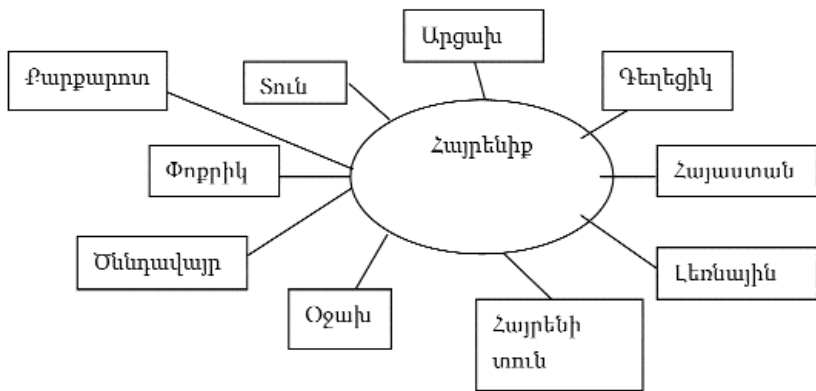 Արցախ
Քարքարոտ
Տուն
Գեղեցիկ
Հայրենիք
Փոքրիկ
Հայաստան
Ծննդավայր
Լեռնային
Օջախ
Հայրենի
տուն